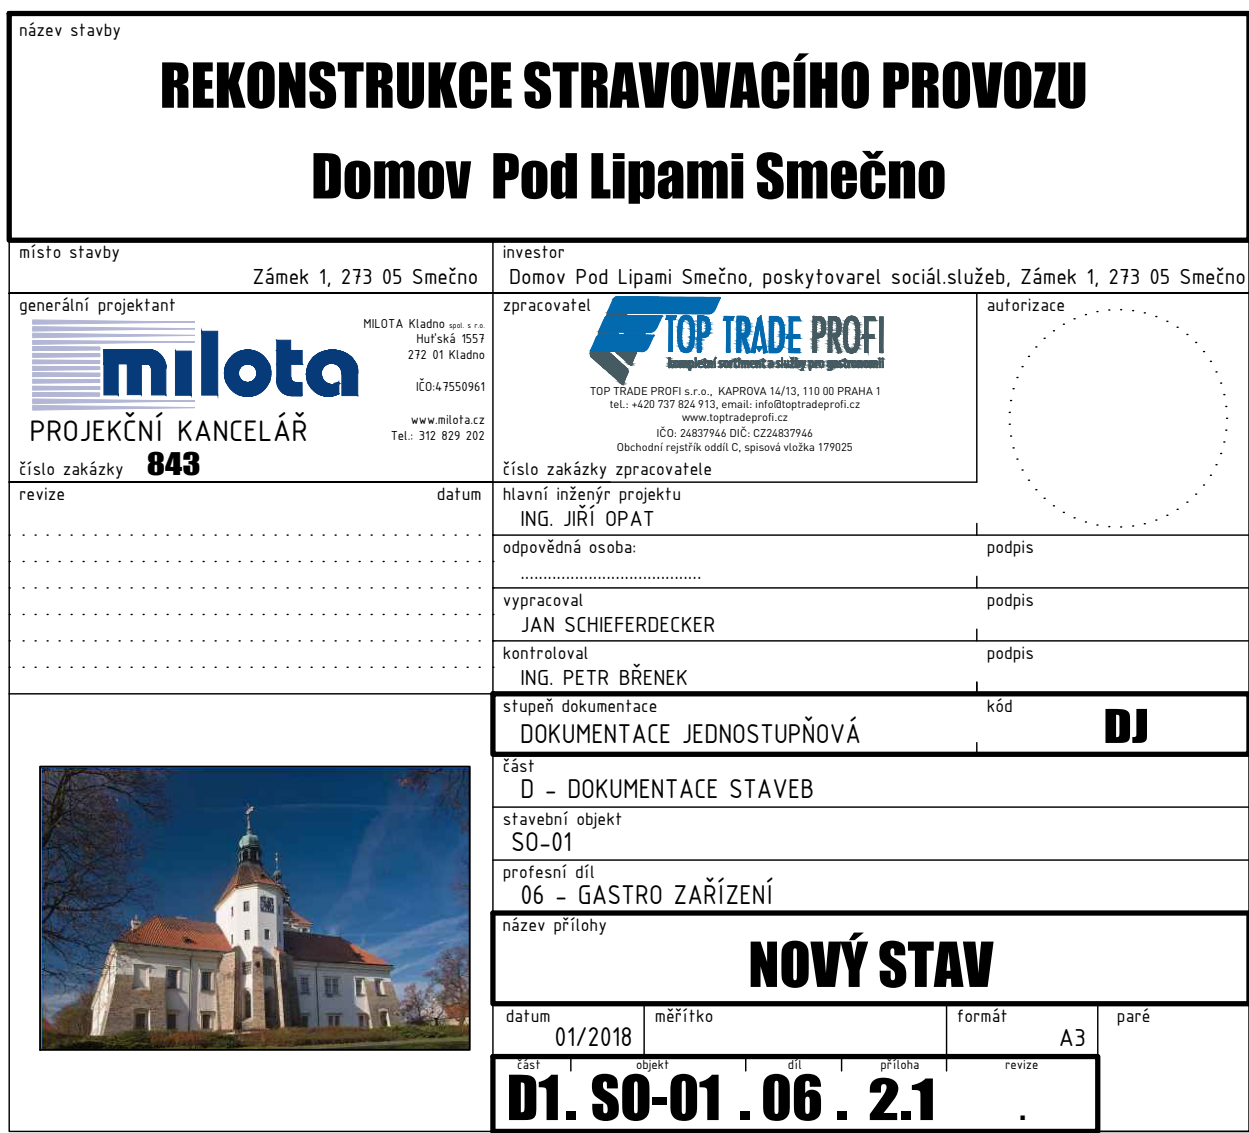 název stavby
REKONSTRUKCE STRAVOVACÍHO PROVOZU
Domov Pod Lipami Smečno
místo stavby
Zámek 1, 273 05 Smečno
investor
Domov Pod Lipami Smečno, poskytovarel sociál.služeb, Zámek 1, 273 05 Smečno
generální projektant
milota
PROJEKČNÍ KANCELÁŘ
MILOTA Kladno spol. s r.o.
Huťská 1557
272 01 Kladno
IČO:47550961
www.milota.cz
Tel.: 312 829 202
číslo zakázky 843
zpracovatel
TOP TRADE PROFI
kompletní sortiment a služby pro gastronomii
TOP TRADE PROFI s.r.o., KAPROVA 14/13, 110 00 PRAHA 1
tel.: +420 737 824 913, email: info@toptradeprofi.cz
www.toptradeprofi.cz
IČO: 24837946 DIČ: CZ24837946
Obchodní rejstřík oddíl C, spisová vložka 179025
číslo zakázky zpracovatele
autorizace
revize datum
hlavní inženýr projektu
ING. JIŘÍ OPAT
odpovědná osoba: podpis
........................................
vypracoval podpis
JAN SCHIEFERDECKER
kontroloval podpis
ING. PETR BŘENEK
stupeň dokumentace kód
DOKUMENTACE JEDNOSTUPŇOVÁ DJ
část
D - DOKUMENTACE STAVEB
stavební objekt
SO-01
profesní díl
06 - GASTRO ZAŘÍZENÍ
název přílohy
NOVÝ STAV
datum měřítko formát paré
01/2018 A3
část objekt díl příloha revize
D1. SO-01 . 06 . 2.1 .